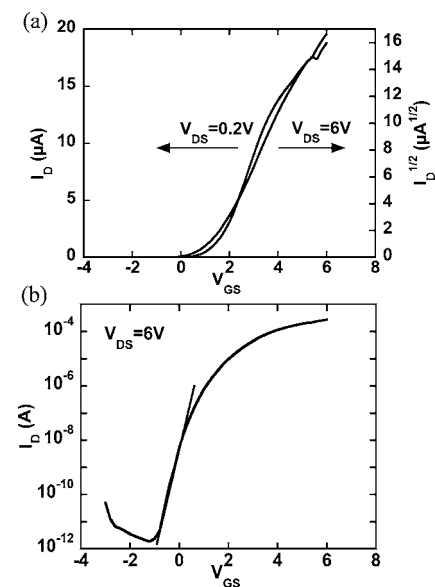 (a)
20
15
10
5
0
I_D (μA)
V_DS=0.2V
V_DS=6V
16
14
12
10
8
6
4
2
0
I_D^1/2 (μA^1/2)
-4 -2 0 2 4 6 8
V_GS
(b)
V_DS=6V
10^-4
10^-6
10^-8
10^-10
10^-12
I_D (A)
-4 -2 0 2 4 6 8
V_GS